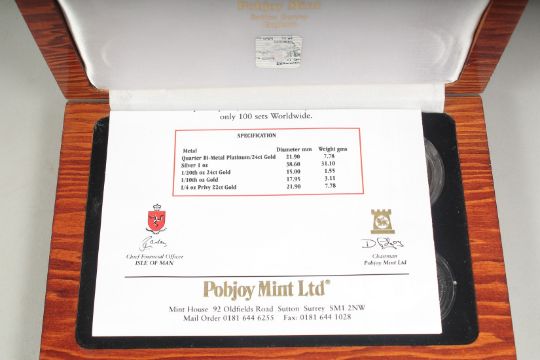 Pobjoy Mint
Sutton Surrey
England
only 100 sets Worldwide.
SPECIFICATION
Metal Diameter mm Weight gms
Quarter Bi-Metal Platinum/24ct Gold 21.90 7.78
Silver 1 oz 38.60 31.10
1/20th oz 24ct Gold 15.00 1.55
1/10th oz Gold 17.95 3.11
1/4 oz Privy 22ct Gold 21.90 7.78
Chief Financial Officer
ISLE OF MAN
Chairman
Pobjoy Mint Ltd
Pobjoy Mint Ltd®
Mint House 92 Oldfields Road Sutton Surrey SM1 2NW
Mail Order 0181 644 6255 Fax: 0181 644 1028